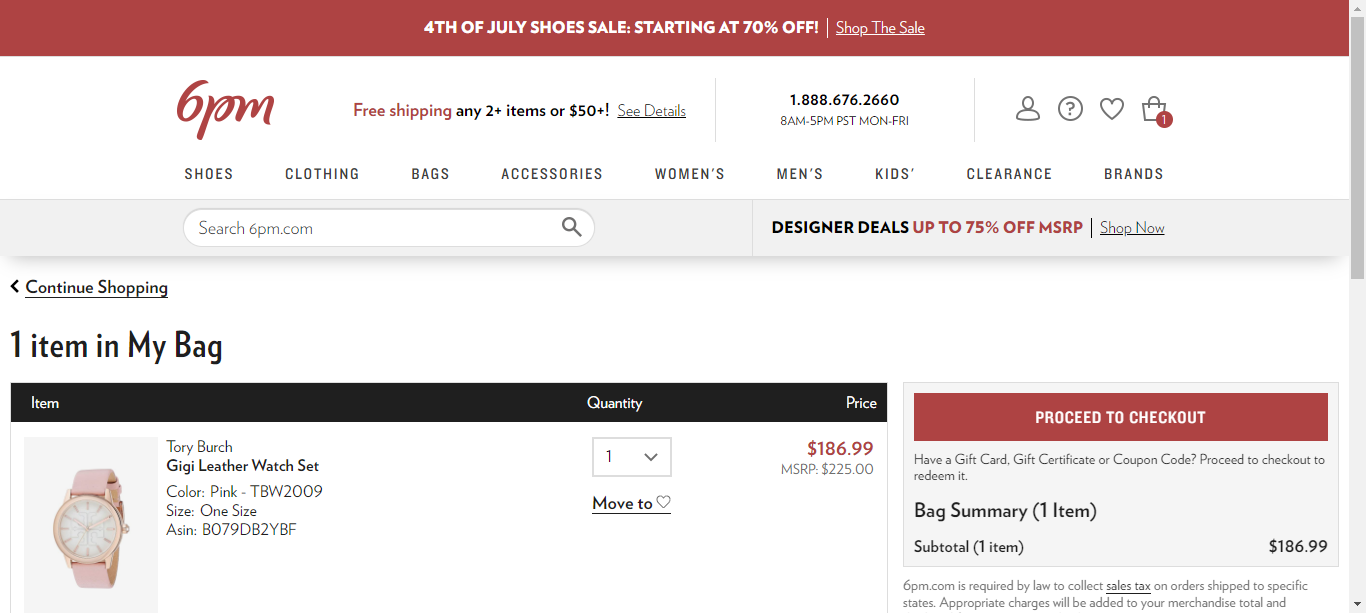 4TH OF JULY SHOES SALE: STARTING AT 70% OFF! Shop The Sale
6pm
Free shipping any 2+ items or $50+! See Details
1.888.676.2660
8AM-5PM PST MON-FRI
1
SHOES CLOTHING BAGS ACCESSORIES WOMEN'S MEN'S KIDS' CLEARANCE BRANDS
Search 6pm.com
DESIGNER DEALS UP TO 75% OFF MSRP Shop Now
Continue Shopping
1 item in My Bag
Item Quantity Price
Tory Burch
Gigi Leather Watch Set
Color: Pink - TBW2009
Size: One Size
Asin: B079DB2YBF
1
Move to
$186.99
MSRP: $225.00
PROCEED TO CHECKOUT
Have a Gift Card, Gift Certificate or Coupon Code? Proceed to checkout to
redeem it.
Bag Summary (1 Item)
Subtotal (1 item) $186.99
6pm.com is required by law to collect sales tax on orders shipped to specific
states. Appropriate charges will be added to your merchandise total and